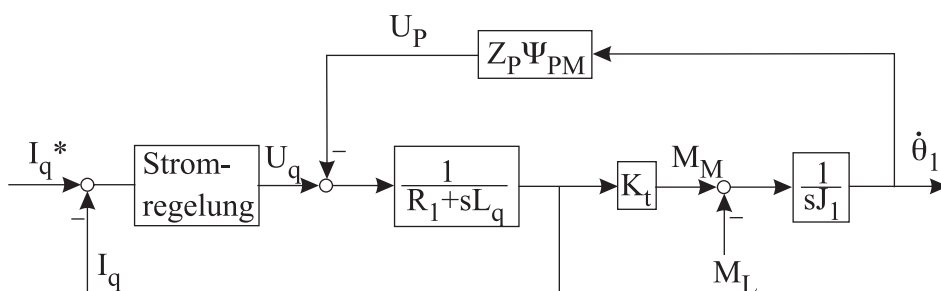 U_P
Z_PΨ_PM
I_q*
Strom-
regelung
U_q
1
R_1+sL_q
K_t
M_M
1
sJ_1
θ̇_1
−
−
−
I_q
M_L